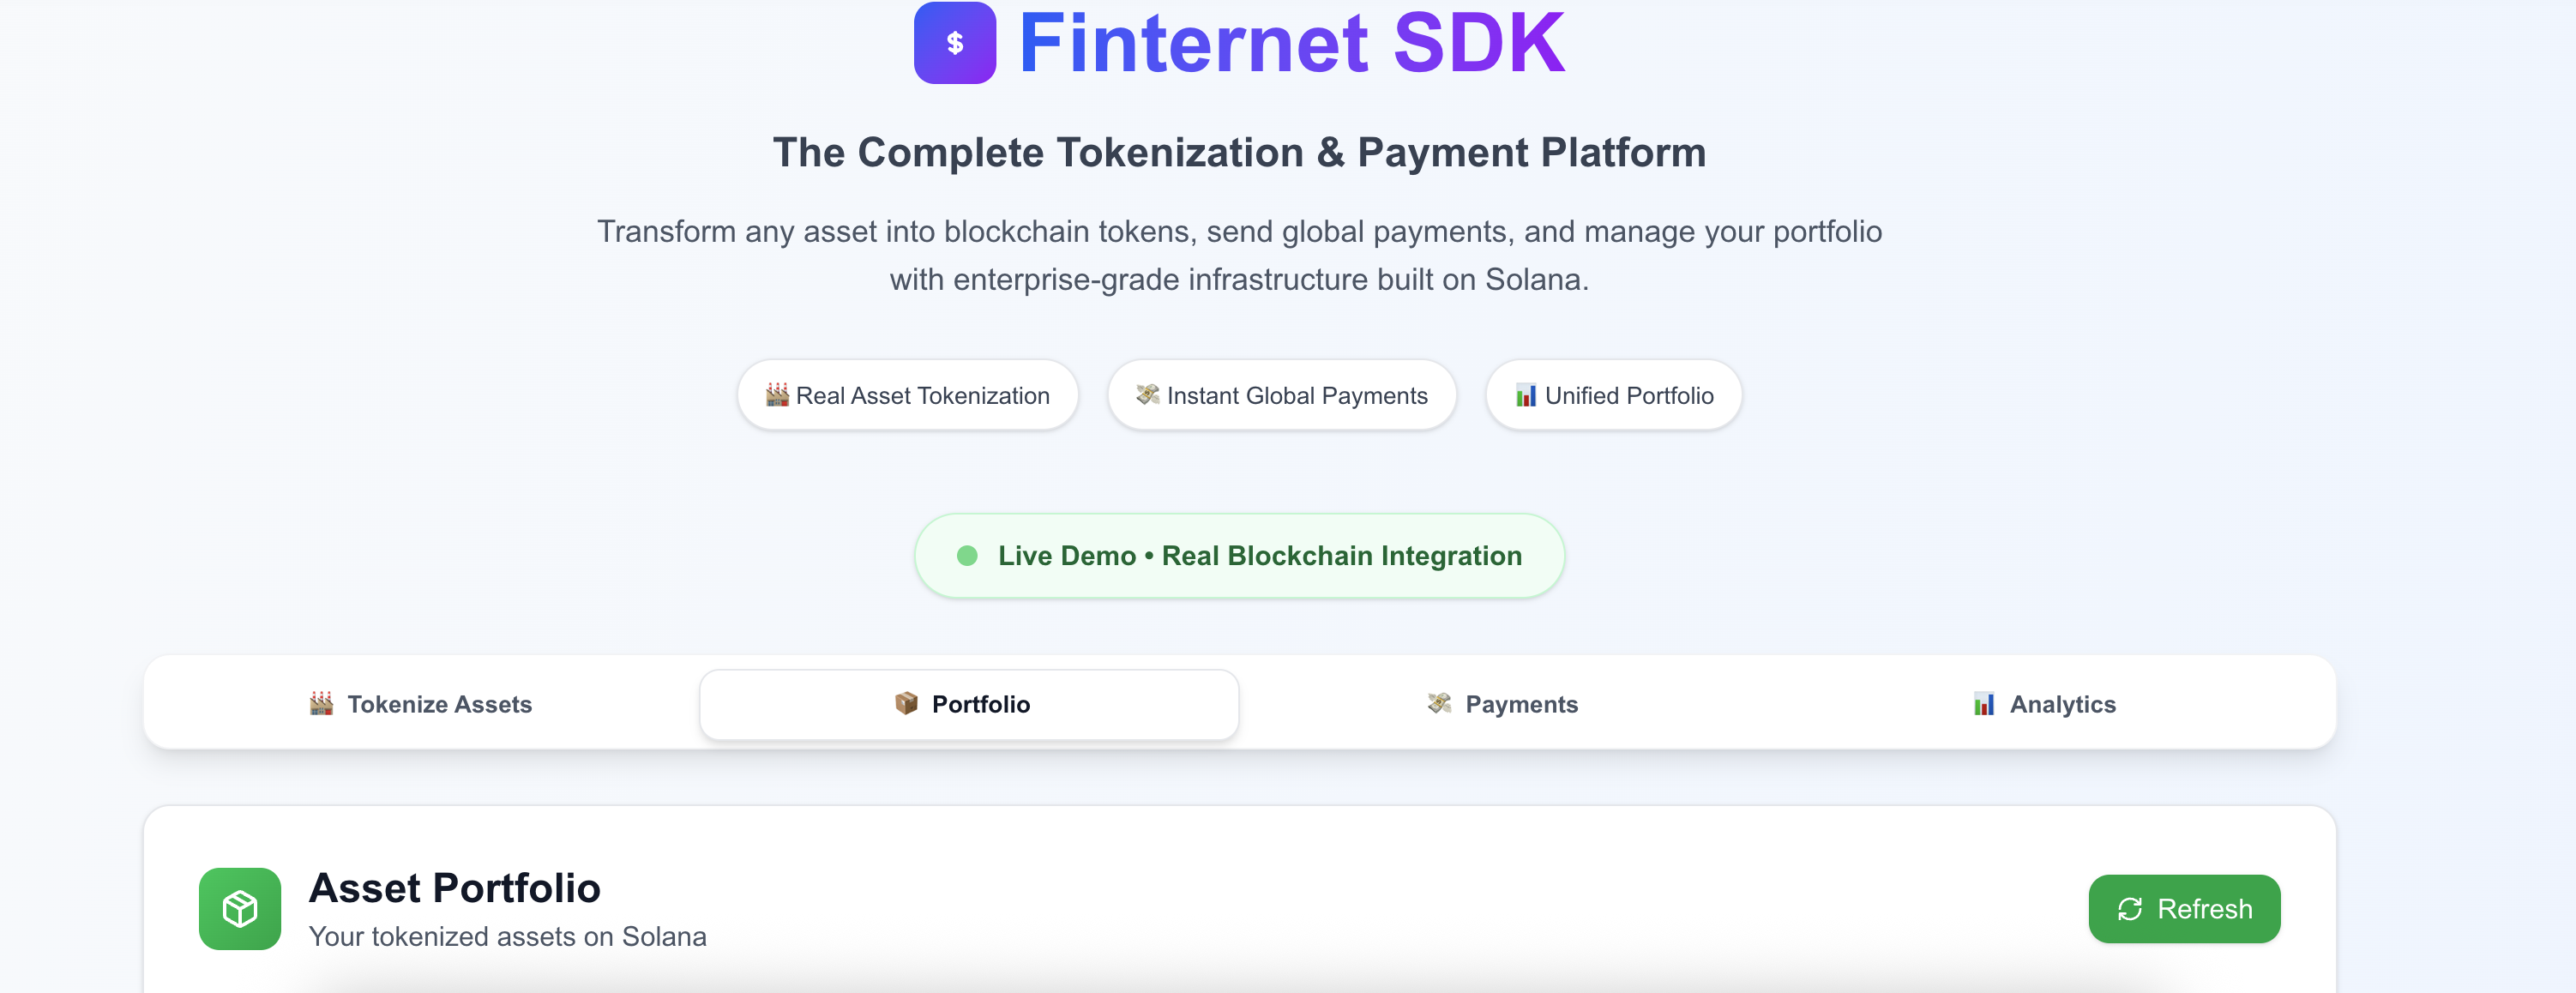 $ Finternet SDK
The Complete Tokenization & Payment Platform
Transform any asset into blockchain tokens, send global payments, and manage your portfolio
with enterprise-grade infrastructure built on Solana.
Real Asset Tokenization
Instant Global Payments
Unified Portfolio
Live Demo • Real Blockchain Integration
Tokenize Assets
Portfolio
Payments
Analytics
Asset Portfolio
Your tokenized assets on Solana
Refresh